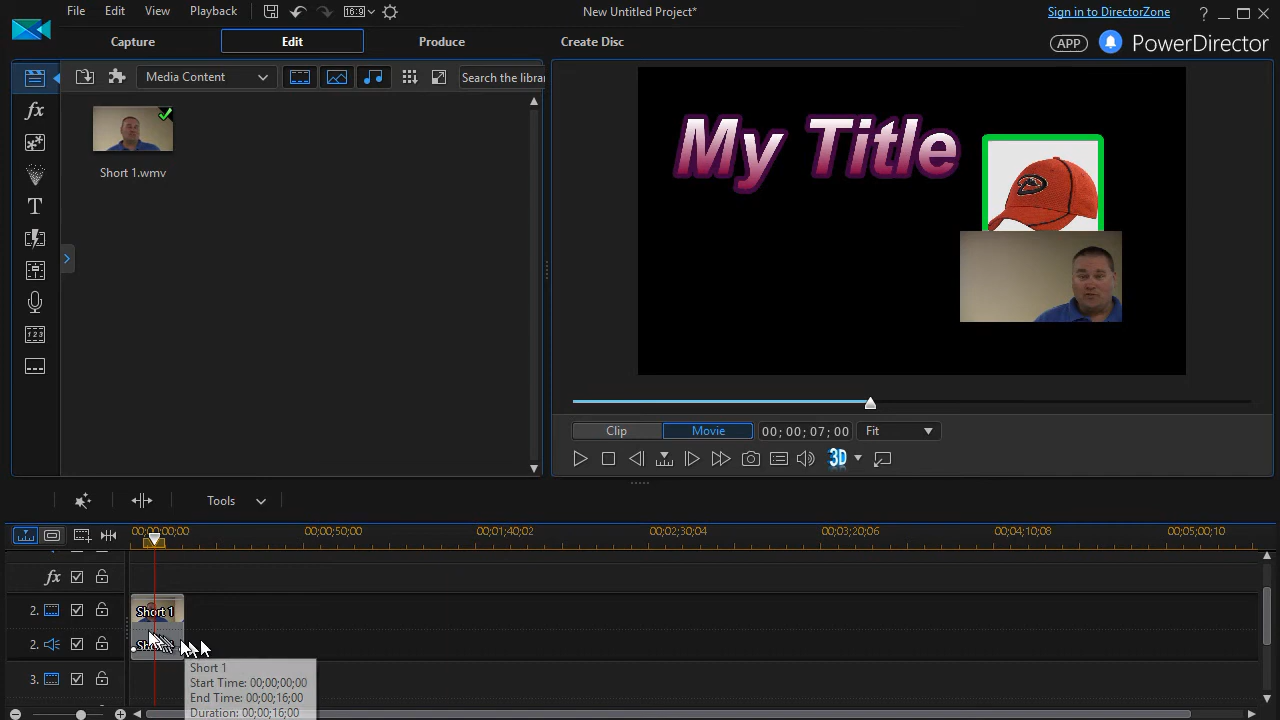 File Edit View Playback 16:9 New Untitled Project* Sign in to DirectorZone ?
Capture Edit Produce Create Disc APP PowerDirector
Media Content Search the librar
fx
Short 1.wmv
T
My Title
Clip Movie 00; 00; 07; 00 Fit
3D
Tools
00;00;00;00 00;00;50;00 00;01;40;02 00;02;30;04 00;03;20;06 00;04;10;08 00;05;00;10
fx
2. Short 1
2.
Short 1
Start Time: 00;00;00;00
3.
End Time: 00;00;16;00
Duration: 00;00;16;00